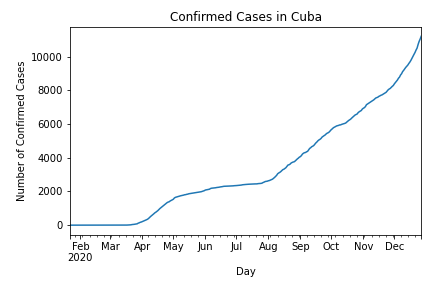 Confirmed Cases in Cuba
Number of Confirmed Cases
10000
8000
6000
4000
2000
0
Feb Mar Apr May Jun Jul Aug Sep Oct Nov Dec
2020
Day